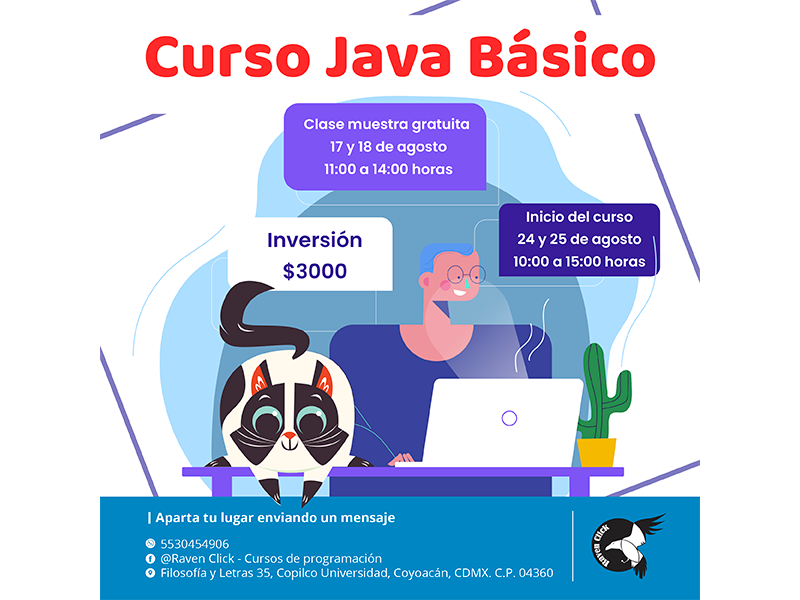 Curso Java Básico
Clase muestra gratuita
17 y 18 de agosto
11:00 a 14:00 horas
Inicio del curso
24 y 25 de agosto
10:00 a 15:00 horas
Inversión
$3000
| Aparta tu lugar enviando un mensaje
5530454906
@Raven Click - Cursos de programación
Filosofía y Letras 35, Copilco Universidad, Coyoacán, CDMX. C.P. 04360
Raven Click